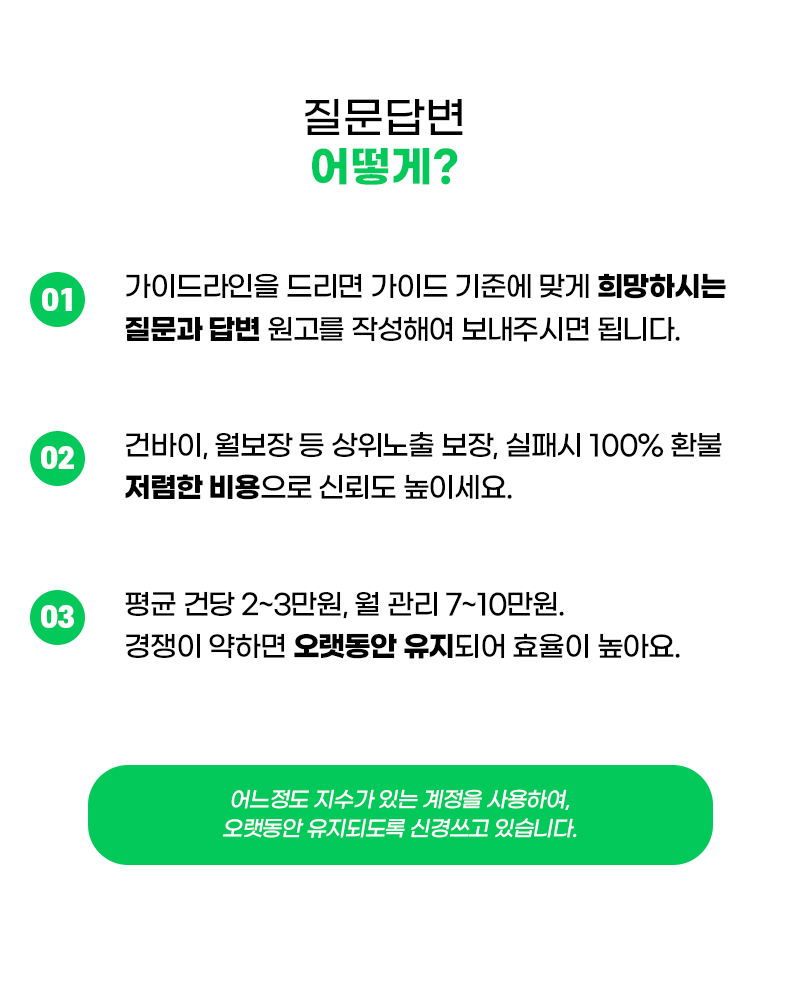 질문답변
어떻게?
01
가이드라인을 드리면 가이드 기준에 맞게 희망하시는
질문과 답변 원고를 작성해여 보내주시면 됩니다.
02
건바이, 월보장 등 상위노출 보장, 실패시 100% 환불
저렴한 비용으로 신뢰도 높이세요.
03
평균 건당 2~3만원, 월 관리 7~10만원.
경쟁이 약하면 오랫동안 유지되어 효율이 높아요.
어느정도 지수가 있는 계정을 사용하여,
오랫동안 유지되도록 신경쓰고 있습니다.